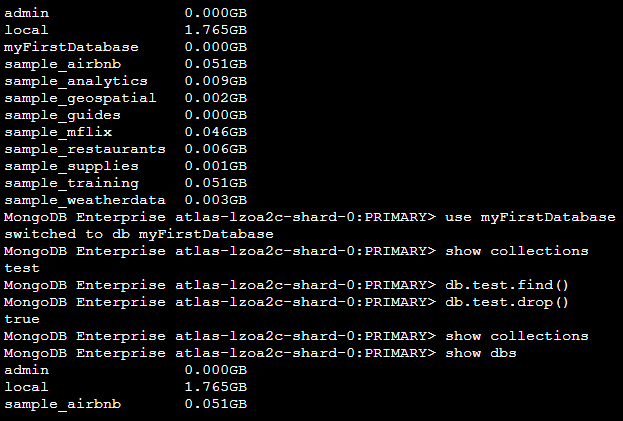 admin 0.000GB
local 1.765GB
myFirstDatabase 0.000GB
sample_airbnb 0.051GB
sample_analytics 0.009GB
sample_geospatial 0.002GB
sample_guides 0.000GB
sample_mflix 0.046GB
sample_restaurants 0.006GB
sample_supplies 0.001GB
sample_training 0.051GB
sample_weatherdata 0.003GB
MongoDB Enterprise atlas-lzoa2c-shard-0:PRIMARY> use myFirstDatabase
switched to db myFirstDatabase
MongoDB Enterprise atlas-lzoa2c-shard-0:PRIMARY> show collections
test
MongoDB Enterprise atlas-lzoa2c-shard-0:PRIMARY> db.test.find()
MongoDB Enterprise atlas-lzoa2c-shard-0:PRIMARY> db.test.drop()
true
MongoDB Enterprise atlas-lzoa2c-shard-0:PRIMARY> show collections
MongoDB Enterprise atlas-lzoa2c-shard-0:PRIMARY> show dbs
admin 0.000GB
local 1.765GB
sample_airbnb 0.051GB